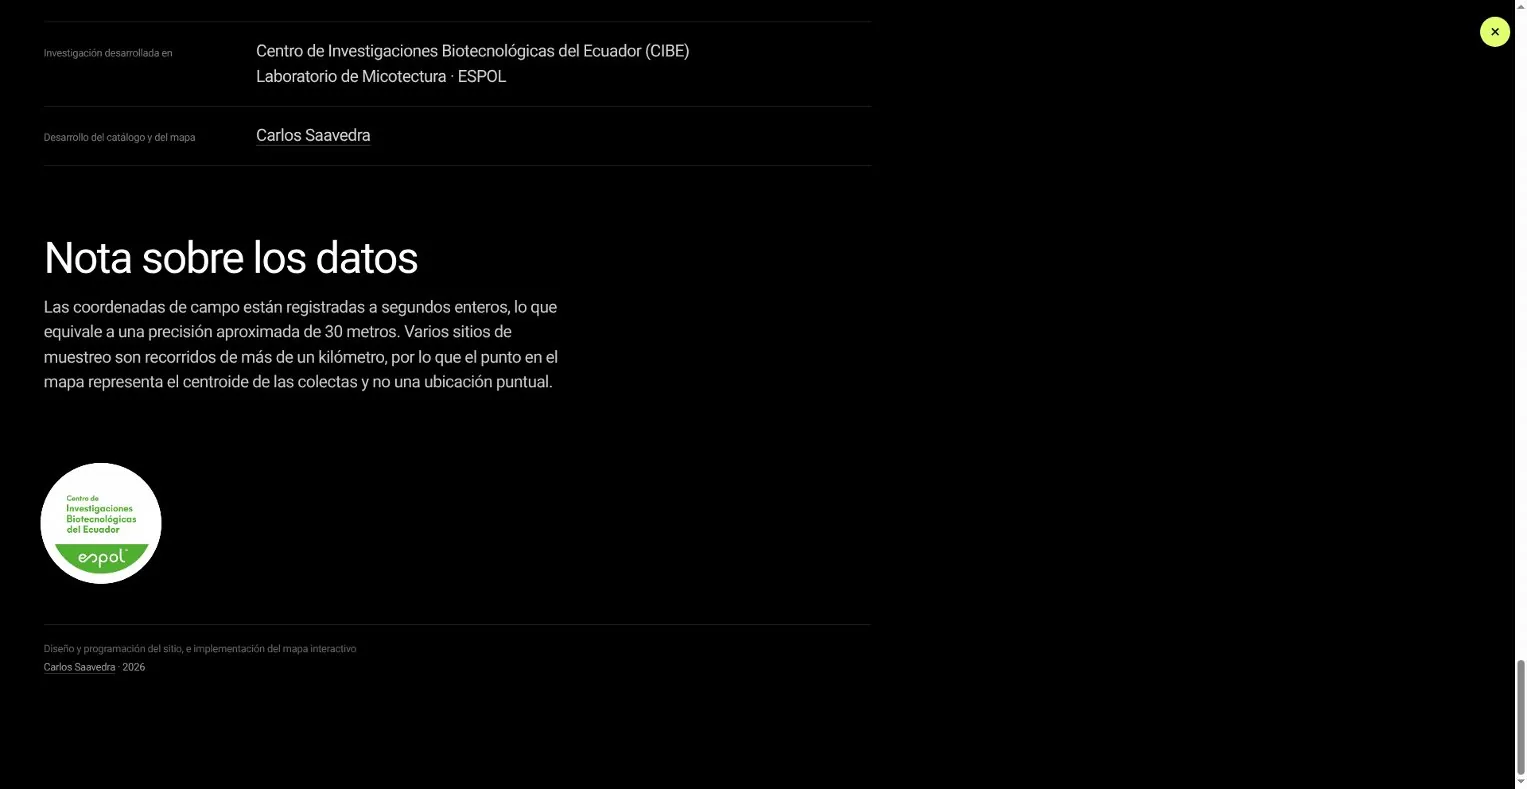 Investigación desarrollada en
Centro de Investigaciones Biotecnológicas del Ecuador (CIBE)
Laboratorio de Micotectura · ESPOL
Desarrollo del catálogo y del mapa
Carlos Saavedra
Nota sobre los datos
Las coordenadas de campo están registradas a segundos enteros, lo que
equivale a una precisión aproximada de 30 metros. Varios sitios de
muestreo son recorridos de más de un kilómetro, por lo que el punto en el
mapa representa el centroide de las colectas y no una ubicación puntual.
Centro de
Investigaciones
Biotecnológicas
del Ecuador
espol
Diseño y programación del sitio, e implementación del mapa interactivo
Carlos Saavedra · 2026